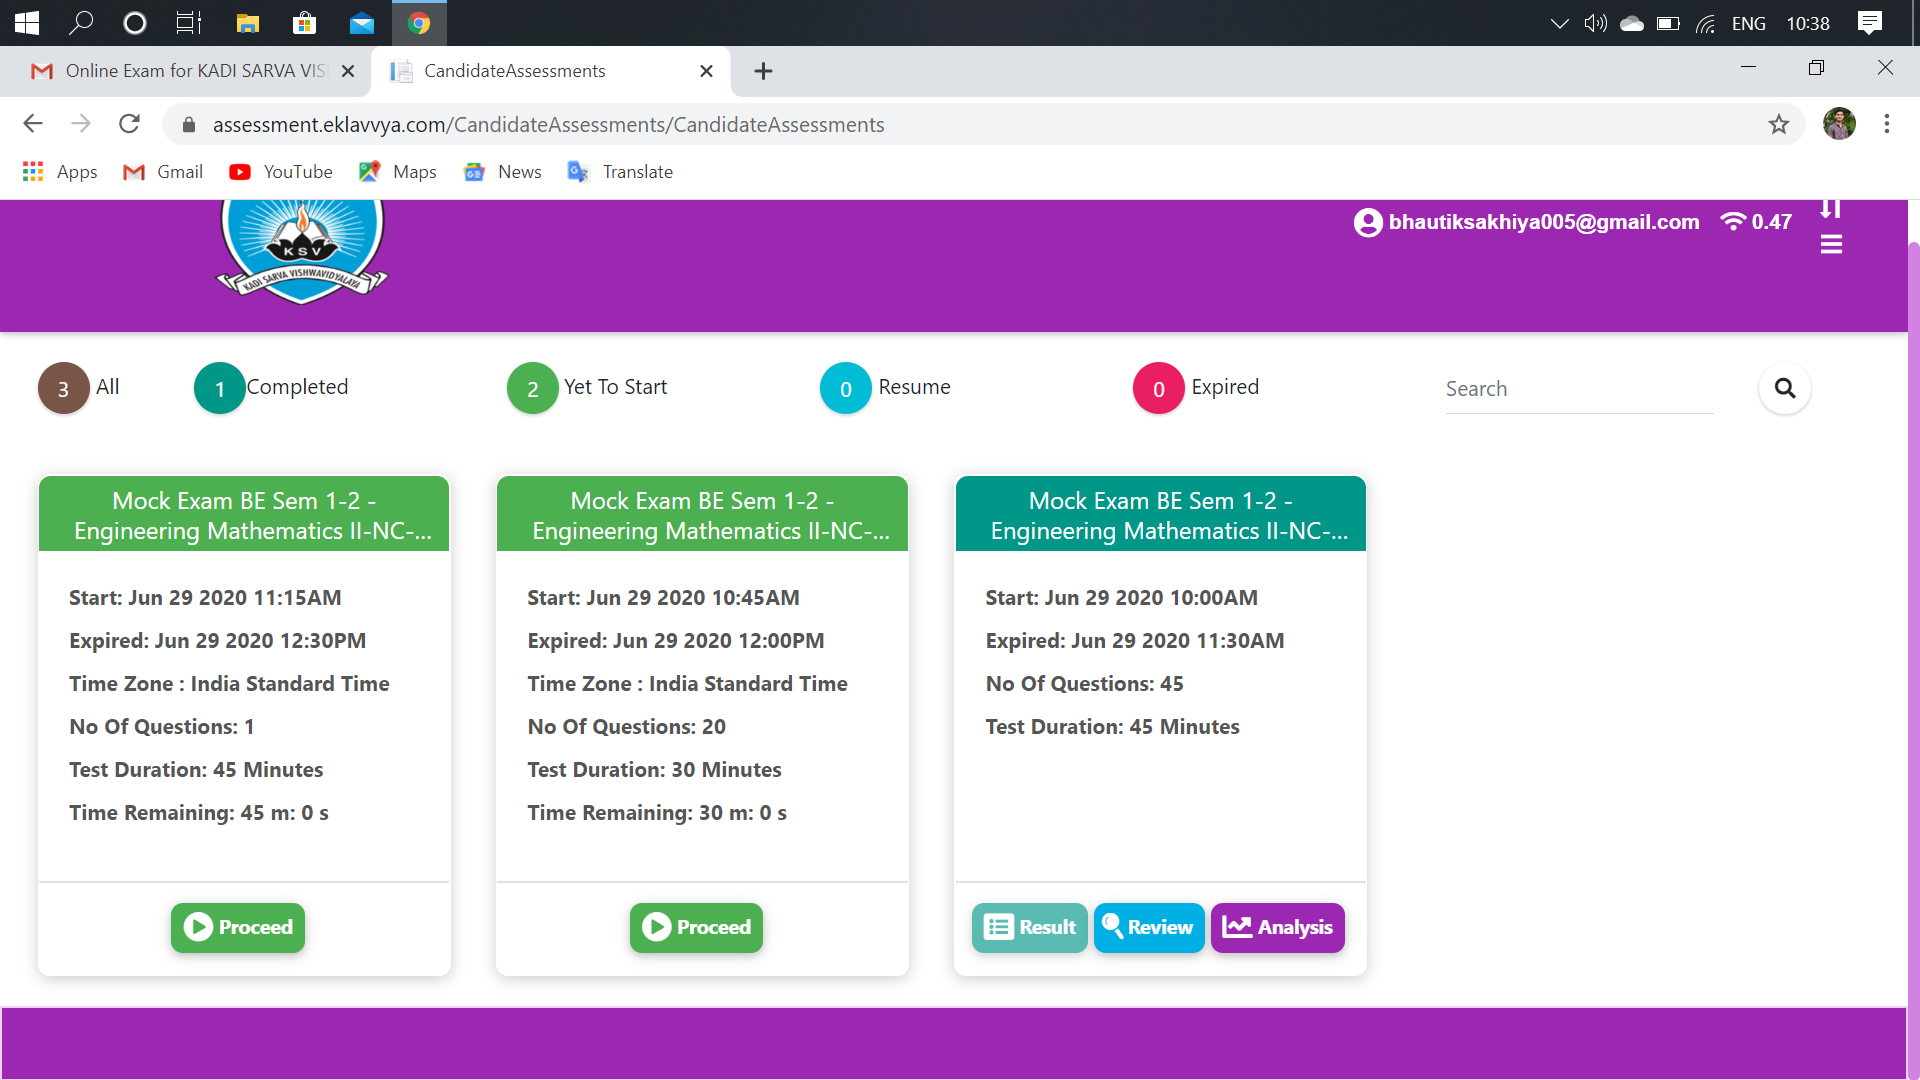 ENG 10:38
Online Exam for KADI SARVA VIS
CandidateAssessments
assessment.eklavvya.com/CandidateAssessments/CandidateAssessments
Apps Gmail YouTube Maps News Translate
KSV
KADI SARVA VISHWAVIDYALAYA
bhautiksakhiya005@gmail.com 0.47
3 All 1 Completed 2 Yet To Start 0 Resume 0 Expired Search
Mock Exam BE Sem 1-2 -
Engineering Mathematics II-NC-...
Start: Jun 29 2020 11:15AM
Expired: Jun 29 2020 12:30PM
Time Zone : India Standard Time
No Of Questions: 1
Test Duration: 45 Minutes
Time Remaining: 45 m: 0 s
Proceed
Mock Exam BE Sem 1-2 -
Engineering Mathematics II-NC-...
Start: Jun 29 2020 10:45AM
Expired: Jun 29 2020 12:00PM
Time Zone : India Standard Time
No Of Questions: 20
Test Duration: 30 Minutes
Time Remaining: 30 m: 0 s
Proceed
Mock Exam BE Sem 1-2 -
Engineering Mathematics II-NC-...
Start: Jun 29 2020 10:00AM
Expired: Jun 29 2020 11:30AM
No Of Questions: 45
Test Duration: 45 Minutes
Result Review Analysis